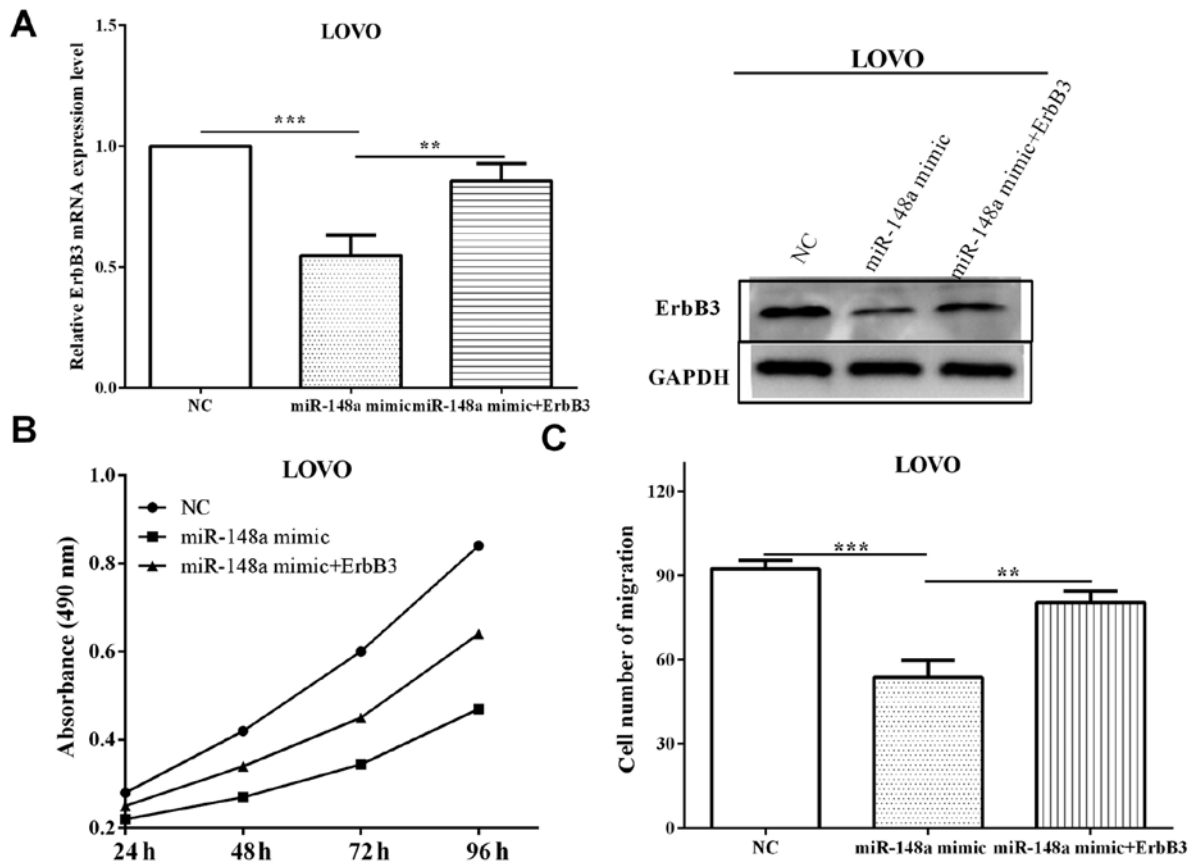 A
LOVO
Relative ErbB3 mRNA expression level
1.5
1.0
0.5
0.0
***
**
NC
miR-148a mimic
miR-148a mimic+ErbB3
LOVO
NC
miR-148a mimic
miR-148a mimic+ErbB3
ErbB3
GAPDH
B
LOVO
Absorbance (490 nm)
1.0
0.8
0.6
0.4
0.2
NC
miR-148a mimic
miR-148a mimic+ErbB3
24 h
48 h
72 h
96 h
C
LOVO
Cell number of migration
120
90
60
30
0
***
**
NC
miR-148a mimic
miR-148a mimic+ErbB3